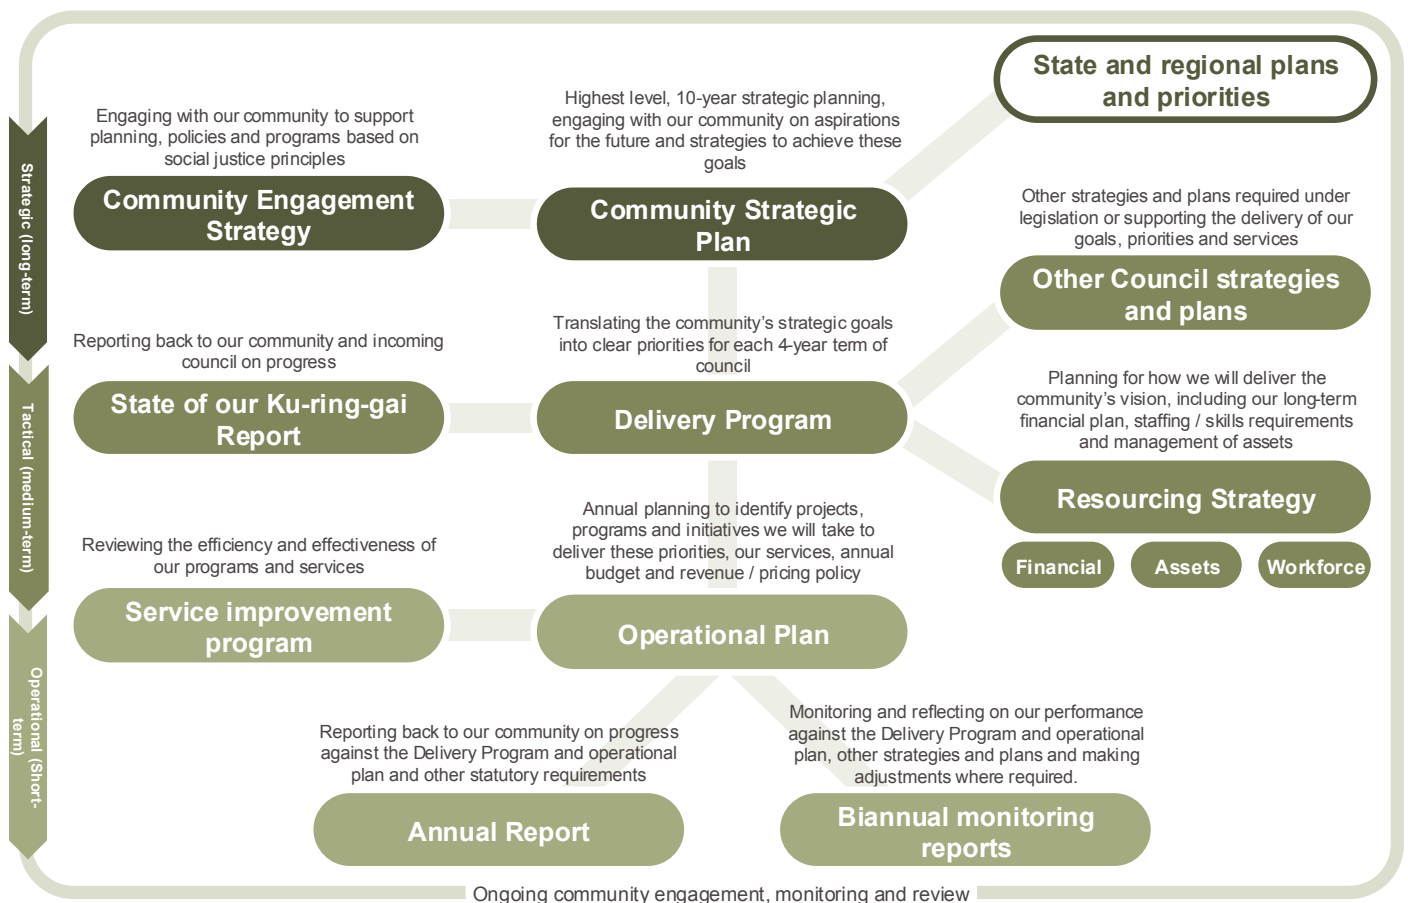 State and regional plans
and priorities
Engaging with our community to support
planning, policies and programs based on
social justice principles
Community Engagement
Strategy
Highest level, 10-year strategic planning,
engaging with our community on aspirations
for the future and strategies to achieve these
goals
Community Strategic
Plan
Other strategies and plans required under
legislation or supporting the delivery of our
goals, priorities and services
Other Council strategies
and plans
Strategic (long-term)
Reporting back to our community and incoming
council on progress
State of our Ku-ring-gai
Report
Translating the community's strategic goals
into clear priorities for each 4-year term of
council
Delivery Program
Planning for how we will deliver the
community's vision, including our long-term
financial plan, staffing / skills requirements
and management of assets
Resourcing Strategy
Financial
Assets
Workforce
Tactical (medium-term)
Reviewing the efficiency and effectiveness of
our programs and services
Service improvement
program
Annual planning to identify projects,
programs and initiatives we will take to
deliver these priorities, our services, annual
budget and revenue / pricing policy
Operational Plan
Operational (Short-
term)
Reporting back to our community on progress
against the Delivery Program and operational
plan and other statutory requirements
Annual Report
Monitoring and reflecting on our performance
against the Delivery Program and operational
plan, other strategies and plans and making
adjustments where required.
Biannual monitoring
reports
Ongoing community engagement, monitoring and review